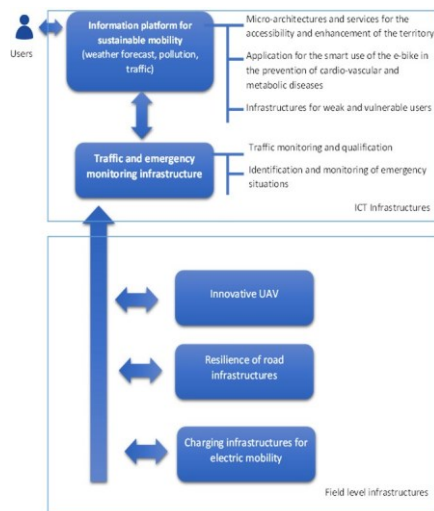 Users
Information platform for
sustainable mobility
(weather forecast, pollution,
traffic)
Micro-architectures and services for the
accessibility and enhancement of the territory
Application for the smart use of the e-bike in
the prevention of cardio-vascular and
metabolic diseases
Infrastructures for weak and vulnerable users
Traffic and emergency
monitoring infrastructure
Traffic monitoring and qualification
Identification and monitoring of emergency
situations
ICT Infrastructures
Innovative UAV
Resilience of road
infrastructures
Charging infrastructures for
electric mobility
Field level infrastructures